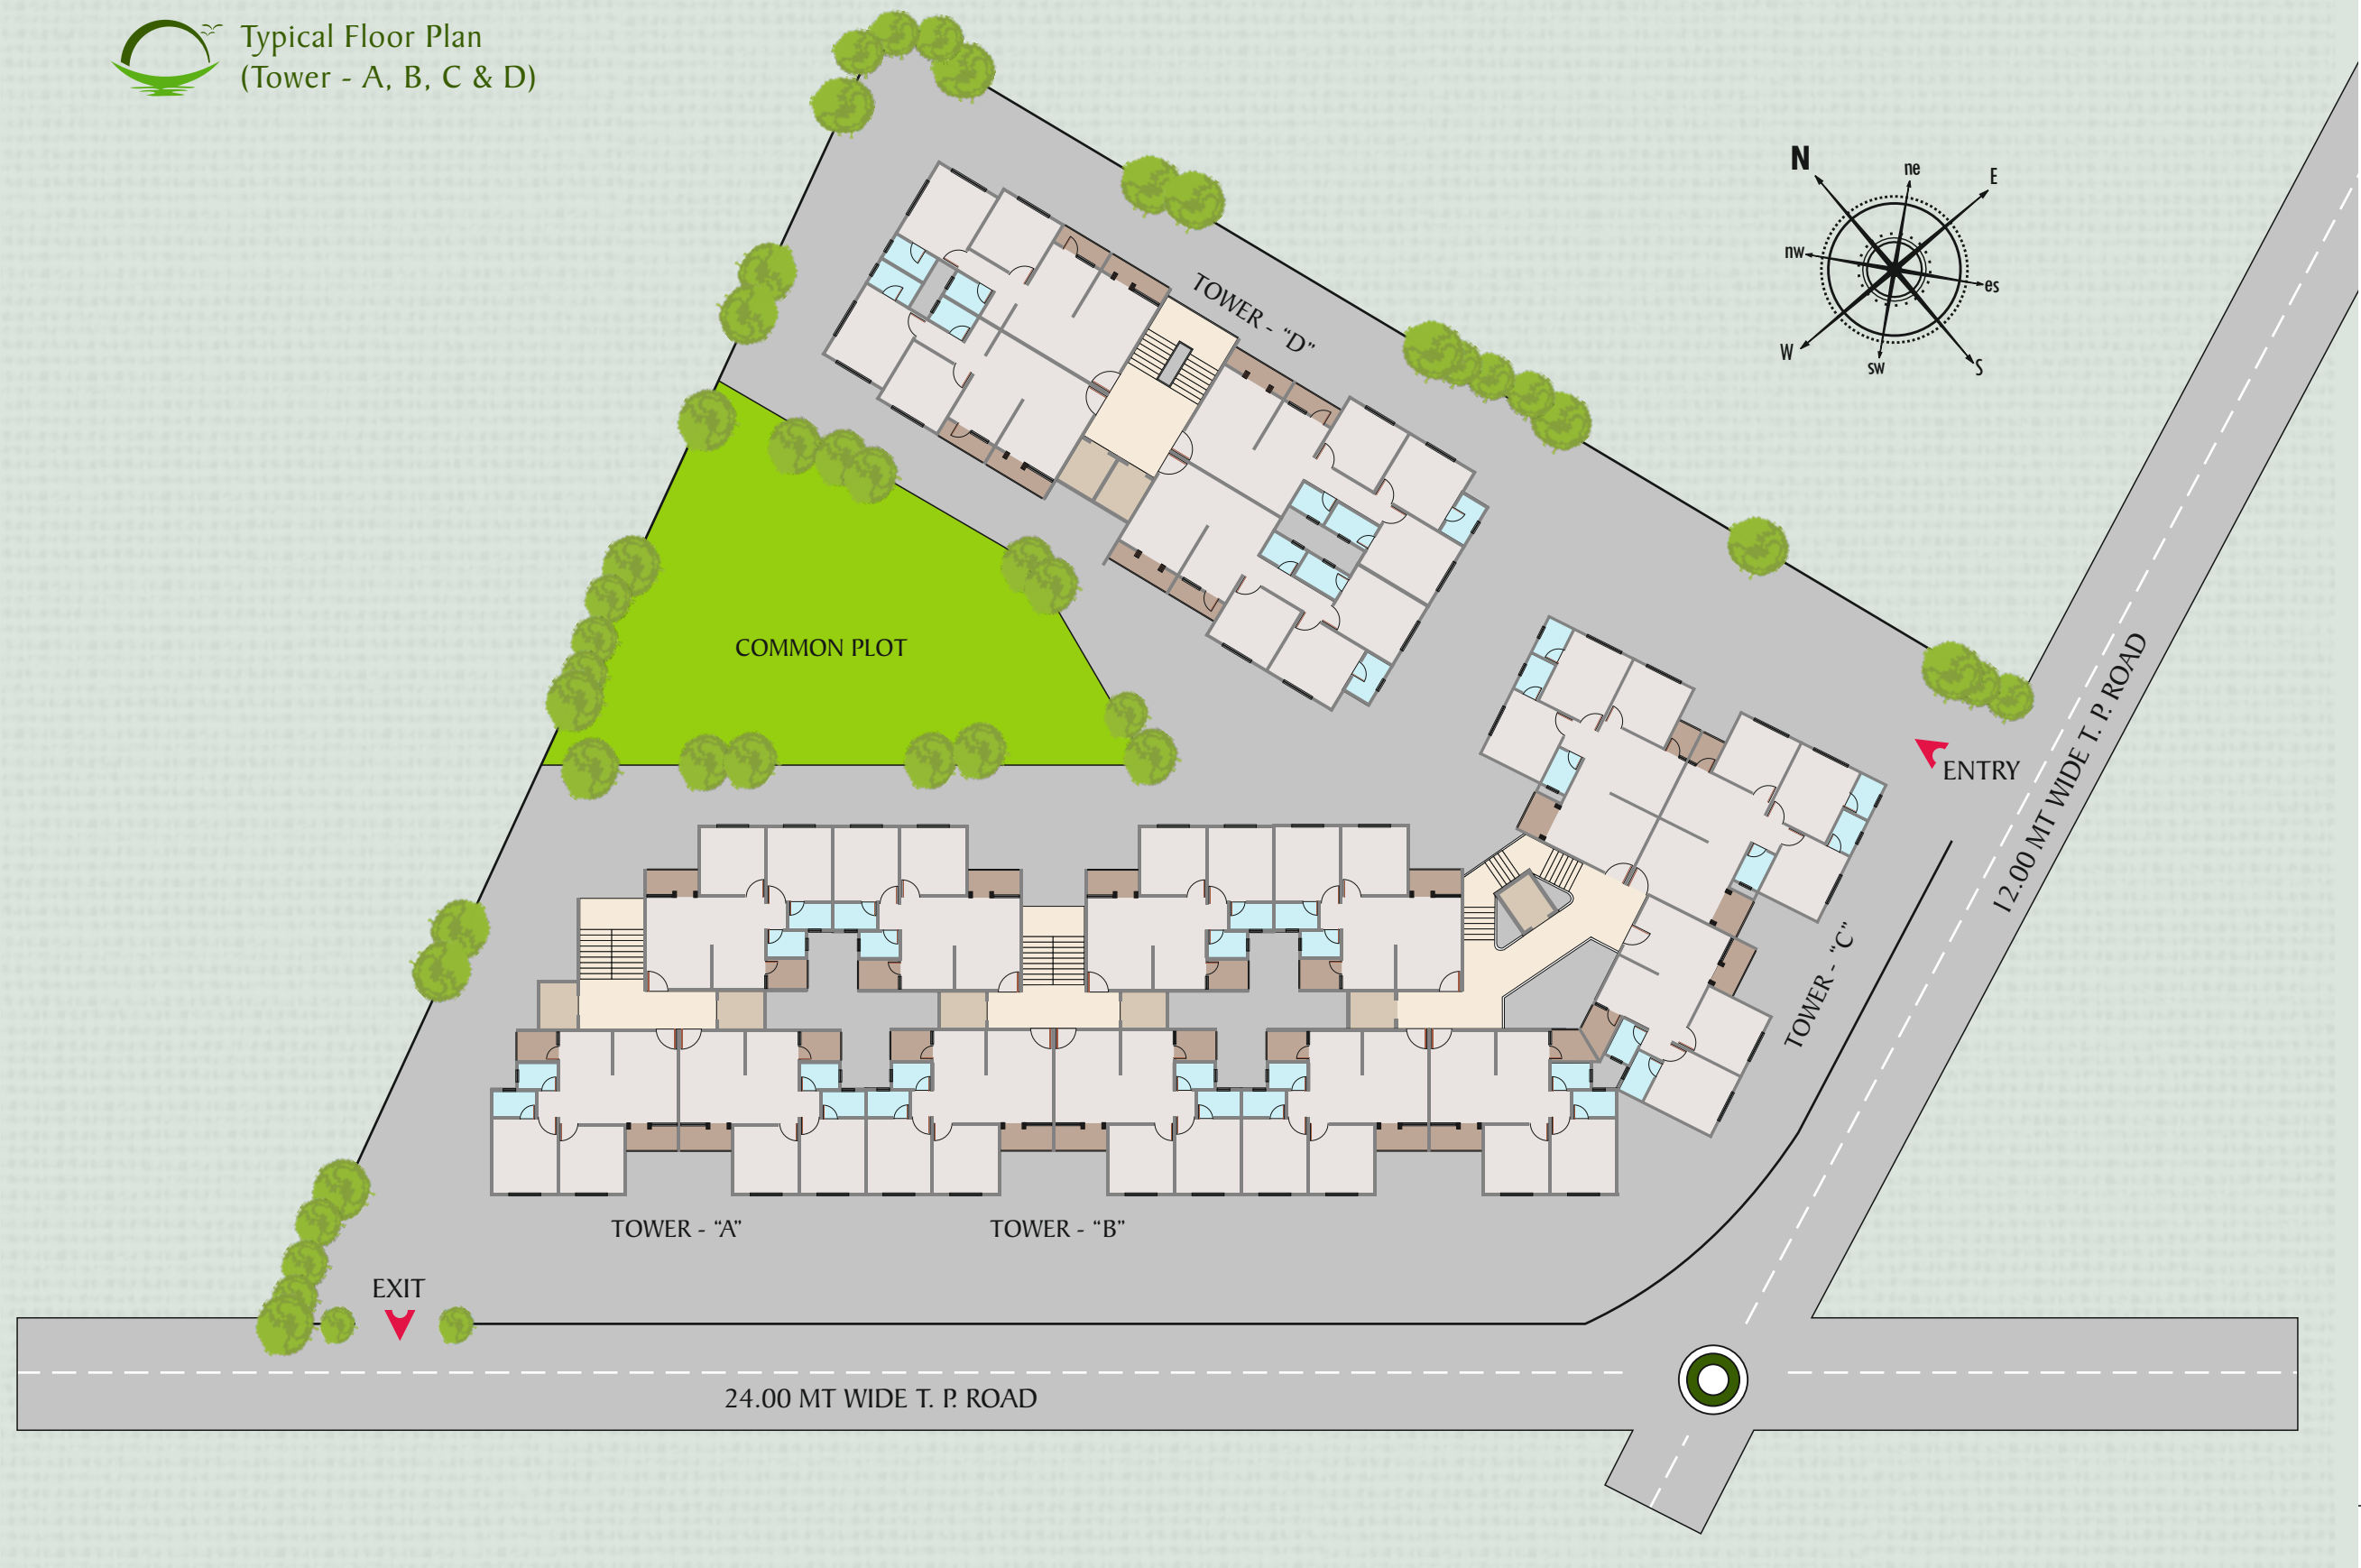 Typical Floor Plan
(Tower - A, B, C & D)
N
ne
E
nw
es
W
sw
S
TOWER - “D”
COMMON PLOT
ENTRY
12.00 MT WIDE T. P. ROAD
TOWER - “C”
TOWER - “A”
TOWER - “B”
EXIT
24.00 MT WIDE T. P. ROAD